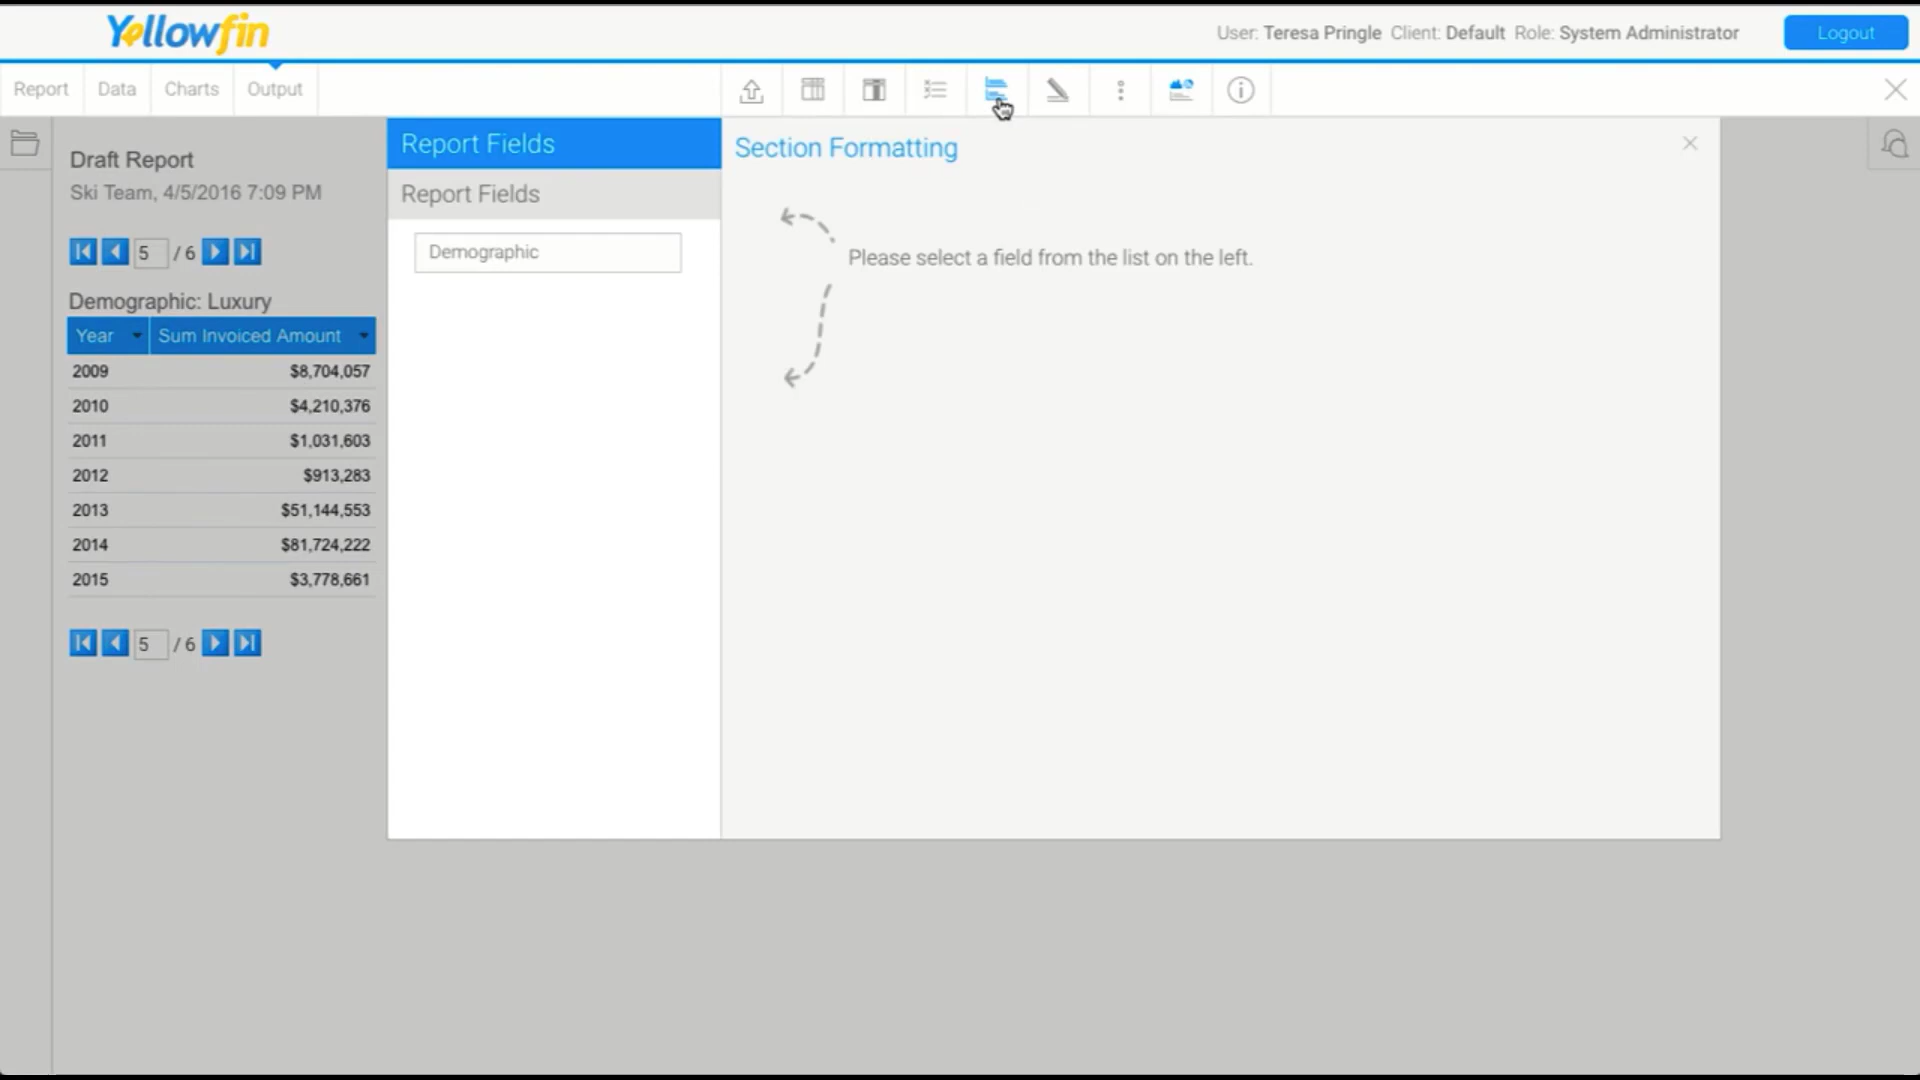 Yellowfin
User: Teresa Pringle Client: Default Role: System Administrator
Logout
Report Data Charts Output
Draft Report
Ski Team, 4/5/2016 7:09 PM
5 / 6
Demographic: Luxury
Year Sum Invoiced Amount
2009 $8,704,057
2010 $4,210,376
2011 $1,031,603
2012 $913,283
2013 $51,144,553
2014 $81,724,222
2015 $3,778,661
5 / 6
Report Fields
Report Fields
Demographic
Section Formatting
Please select a field from the list on the left.